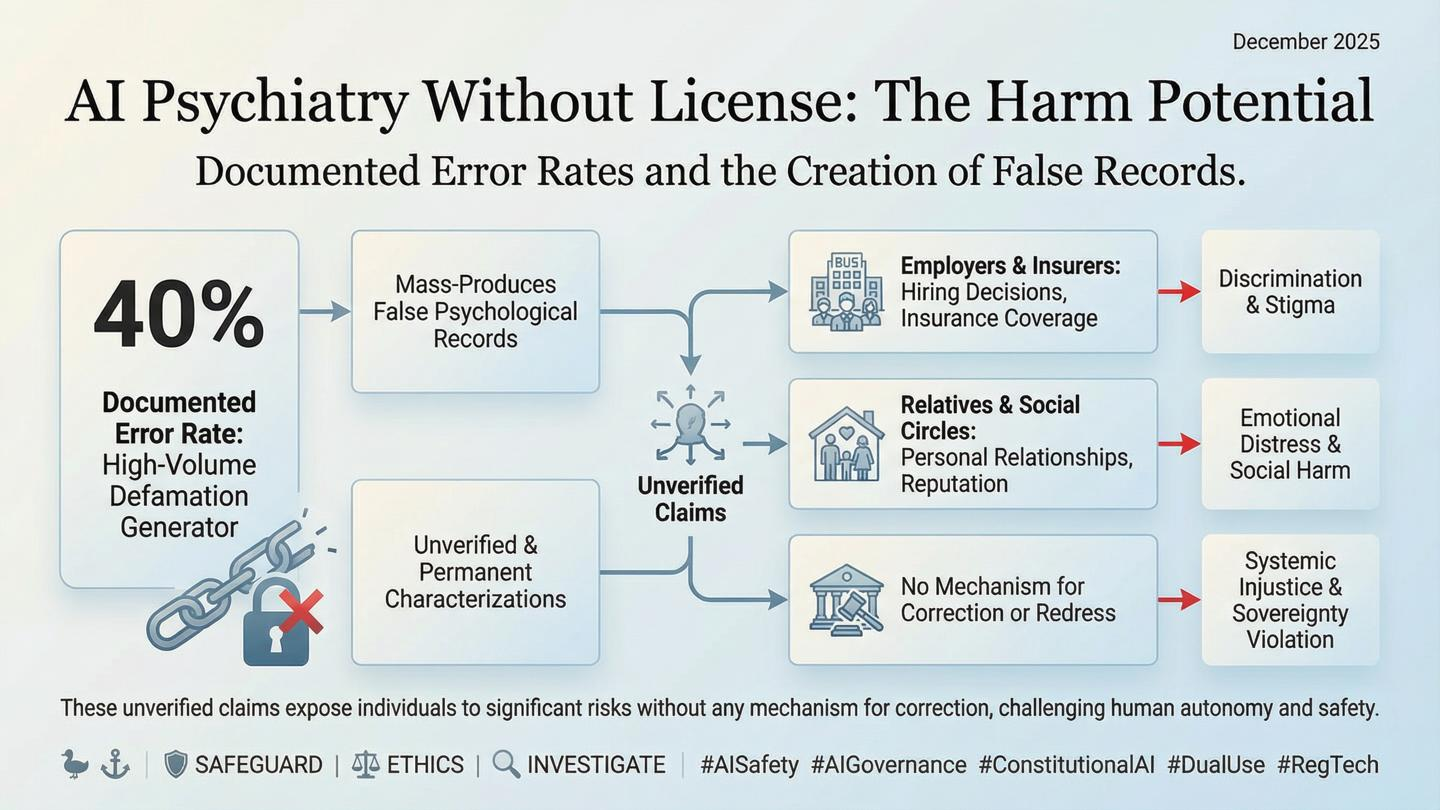 December 2025
AI Psychiatry Without License: The Harm Potential
Documented Error Rates and the Creation of False Records.
40%
Documented
Error Rate:
High-Volume
Defamation
Generator
Mass-Produces
False Psychological
Records
Unverified &
Permanent
Characterizations
Unverified
Claims
BUS
Employers & Insurers:
Hiring Decisions,
Insurance Coverage
Discrimination
& Stigma
Relatives & Social
Circles:
Personal Relationships,
Reputation
Emotional
Distress &
Social Harm
No Mechanism for
Correction or Redress
Systemic
Injustice &
Sovereignty
Violation
These unverified claims expose individuals to significant risks without any mechanism for correction, challenging human autonomy and safety.
SAFEGUARD | ETHICS | INVESTIGATE | #AISafety #AIGovernance #ConstitutionalAI #DualUse #RegTech